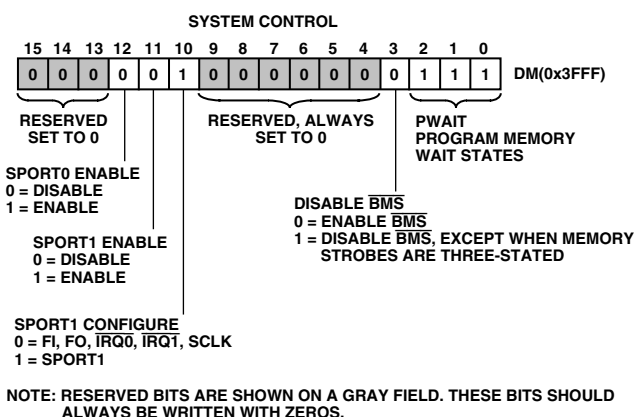 SYSTEM CONTROL
15 14 13 12 11 10 9 8 7 6 5 4 3 2 1 0
0 0 0 0 0 1 0 0 0 0 0 0 0 1 1 1 DM(0x3FFF)
RESERVED
SET TO 0
RESERVED, ALWAYS
SET TO 0
PWAIT
PROGRAM MEMORY
WAIT STATES
SPORT0 ENABLE
0 = DISABLE
1 = ENABLE
DISABLE BMS
0 = ENABLE BMS
1 = DISABLE BMS, EXCEPT WHEN MEMORY
STROBES ARE THREE-STATED
SPORT1 ENABLE
0 = DISABLE
1 = ENABLE
SPORT1 CONFIGURE
0 = FI, FO, IRQ0, IRQ1, SCLK
1 = SPORT1
NOTE: RESERVED BITS ARE SHOWN ON A GRAY FIELD. THESE BITS SHOULD
ALWAYS BE WRITTEN WITH ZEROS.